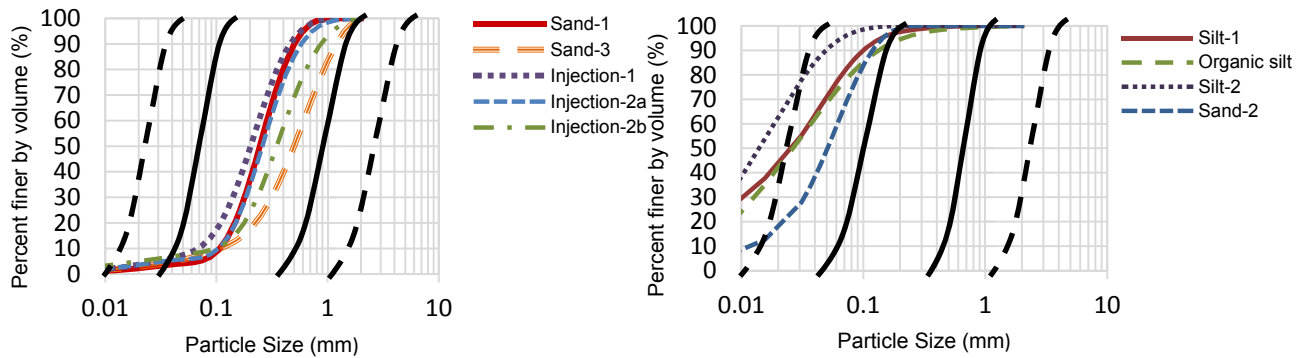 Percent finer by volume (%)
100
90
80
70
60
50
40
30
20
10
0
0.01
0.1
1
10
Particle Size (mm)
Sand-1
Sand-3
Injection-1
Injection-2a
Injection-2b
Percent finer by volume (%)
100
90
80
70
60
50
40
30
20
10
0
0.01
0.1
1
10
Particle Size (mm)
Silt-1
Organic silt
Silt-2
Sand-2